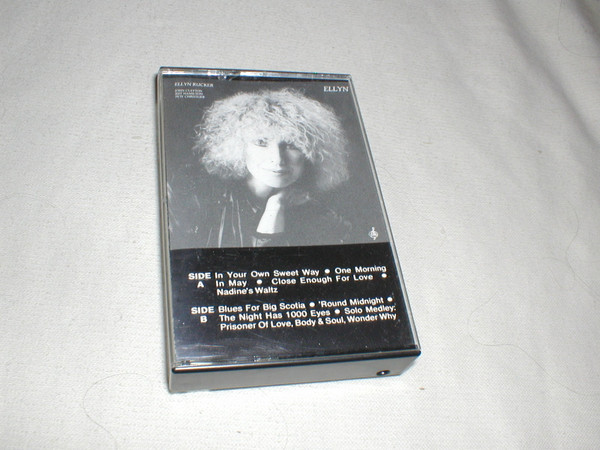 ELLYN RUCKER
JOHN CLAYTON
ELLYN
SIDE A In Your Own Sweet Way • One Morning
In May • Close Enough For Love •
Nadine's Waltz
SIDE B Blues For Big Scotia • 'Round Midnight •
The Night Has 1000 Eyes • Solo Medley:
Prisoner Of Love, Body & Soul, Wonder Why